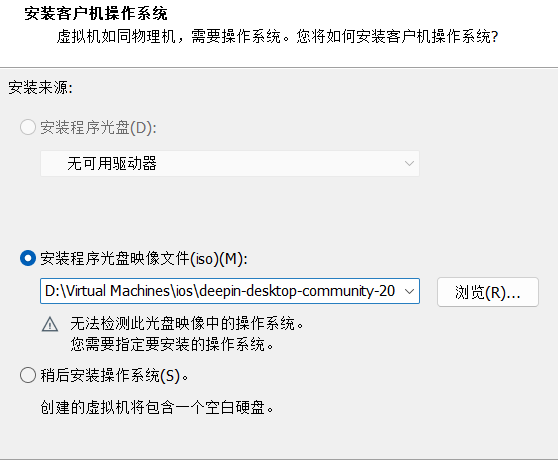 安装客户机操作系统
虚拟机如同物理机，需要操作系统。您将如何安装客户机操作系统?
安装来源:
安装程序光盘(D):
无可用驱动器
安装程序光盘映像文件(iso)(M):
D:\Virtual Machines\ios\deepin-desktop-community-20
浏览(R)...
无法检测此光盘映像中的操作系统。
您需要指定要安装的操作系统。
稍后安装操作系统(S)。
创建的虚拟机将包含一个空白硬盘。